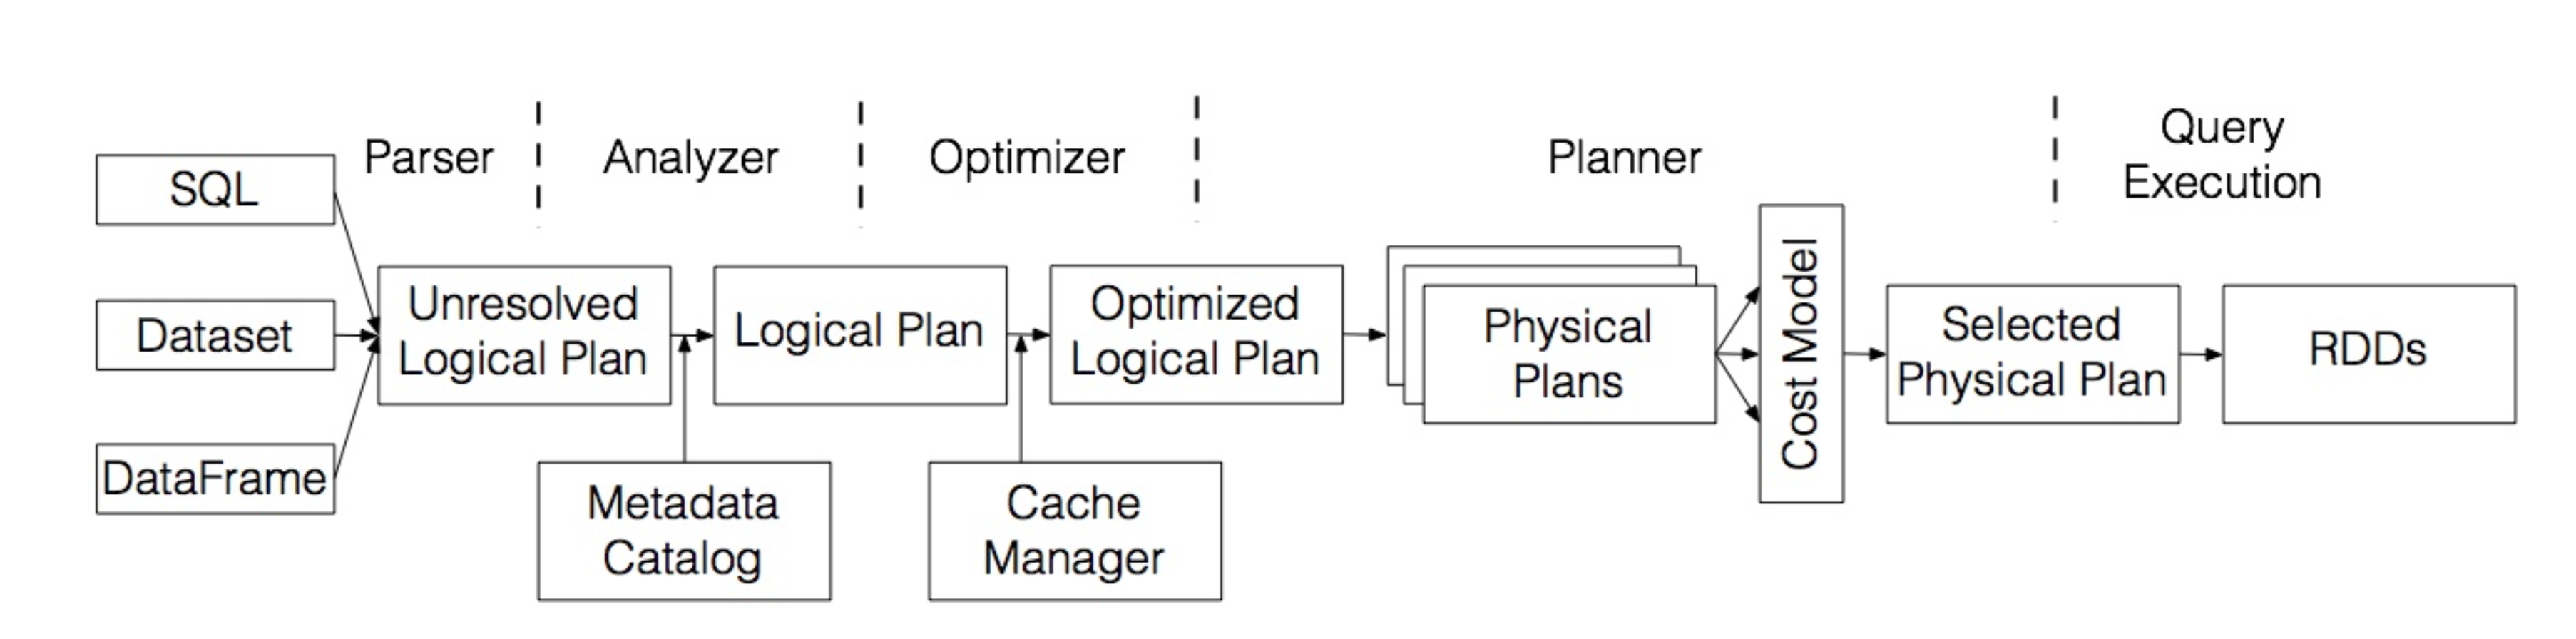 Parser
Analyzer
Optimizer
Planner
Query
Execution
SQL
Dataset
DataFrame
Unresolved
Logical Plan
Metadata
Catalog
Logical Plan
Cache
Manager
Optimized
Logical Plan
Physical
Plans
Cost Model
Selected
Physical Plan
RDDs